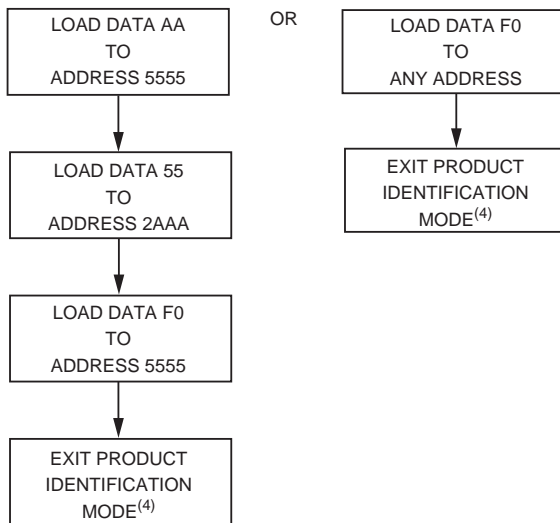 LOAD DATA AA
TO
ADDRESS 5555
LOAD DATA 55
TO
ADDRESS 2AAA
LOAD DATA F0
TO
ADDRESS 5555
EXIT PRODUCT
IDENTIFICATION
MODE(4)
OR
LOAD DATA F0
TO
ANY ADDRESS
EXIT PRODUCT
IDENTIFICATION
MODE(4)